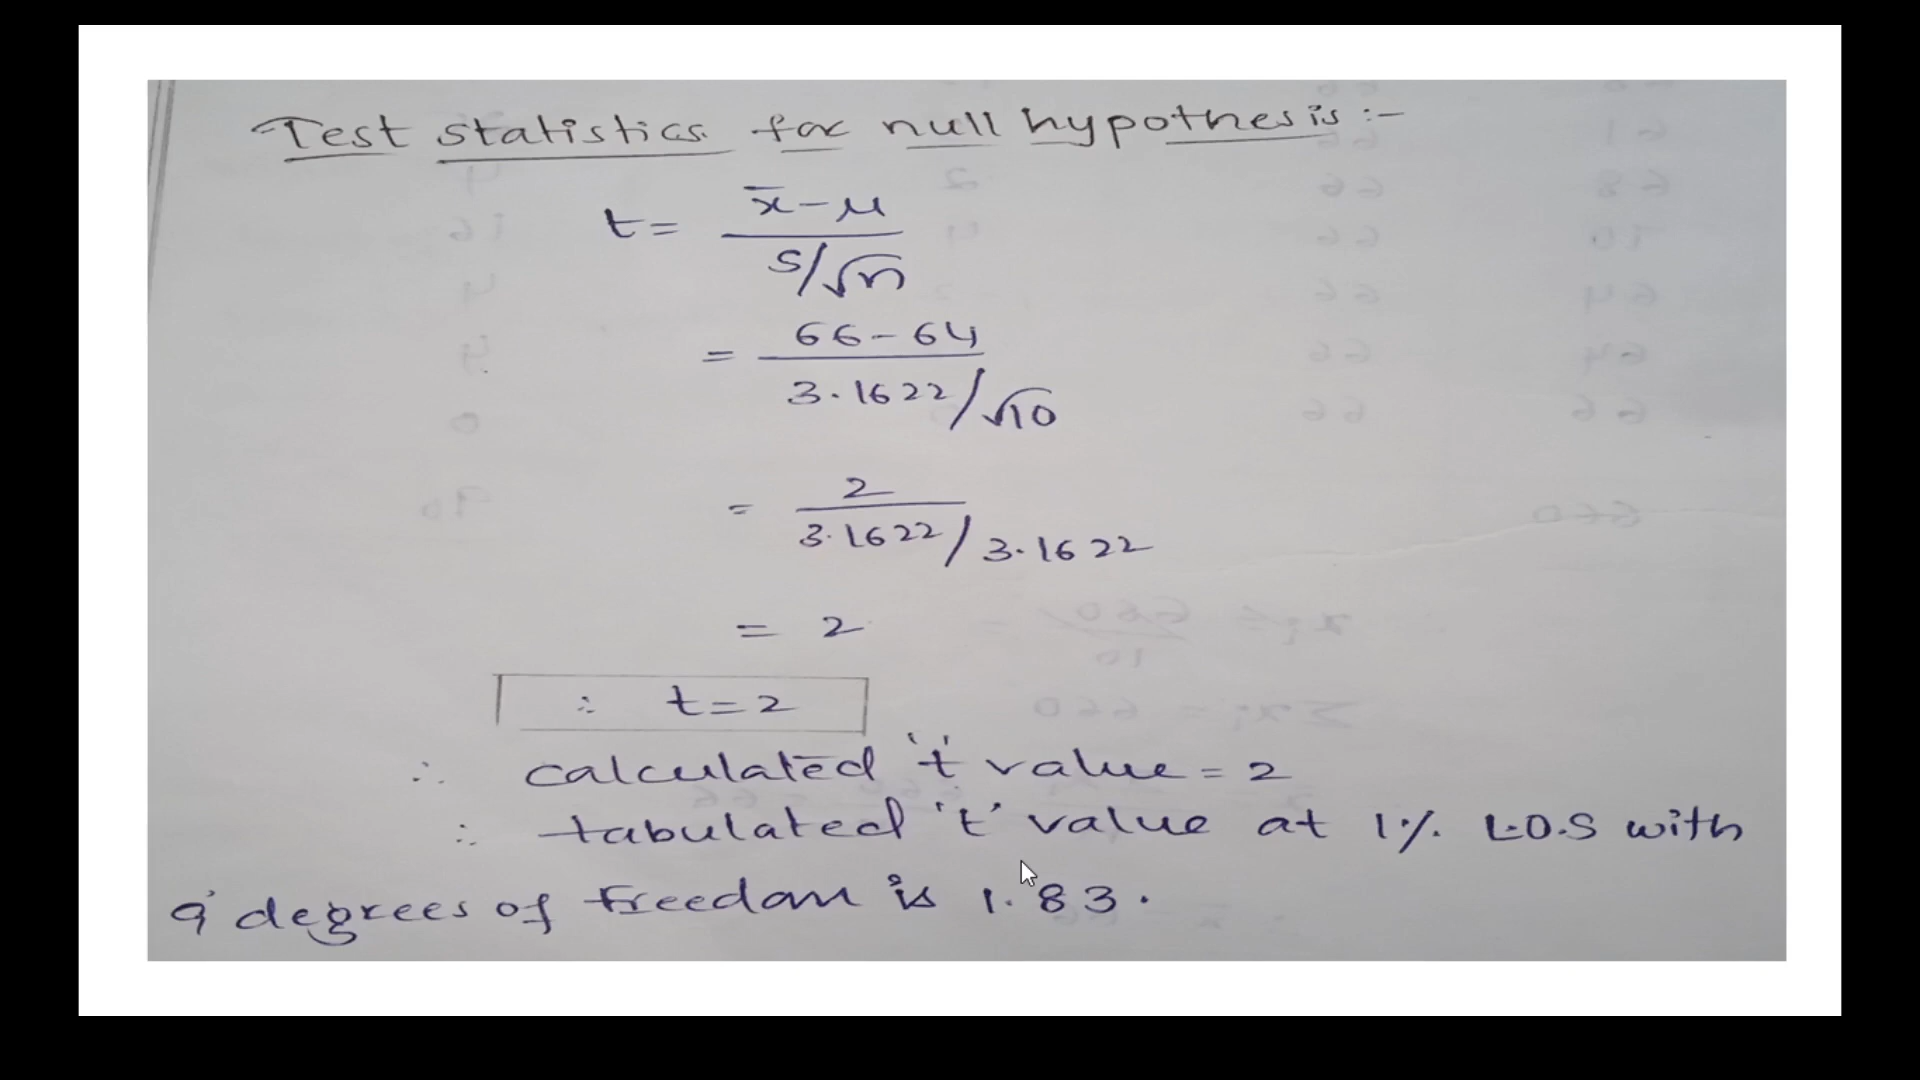 Test statistics for null hypothesis :-
t = x̄ - μ / s/√n
= 66 - 64 / 3.1622/√10
= 2 / 3.1622/3.1622
= 2
∴ t = 2
∴ calculated 't' value = 2
∴ tabulated 't' value at 1% L.O.S with
9 degrees of freedom is 1.83.